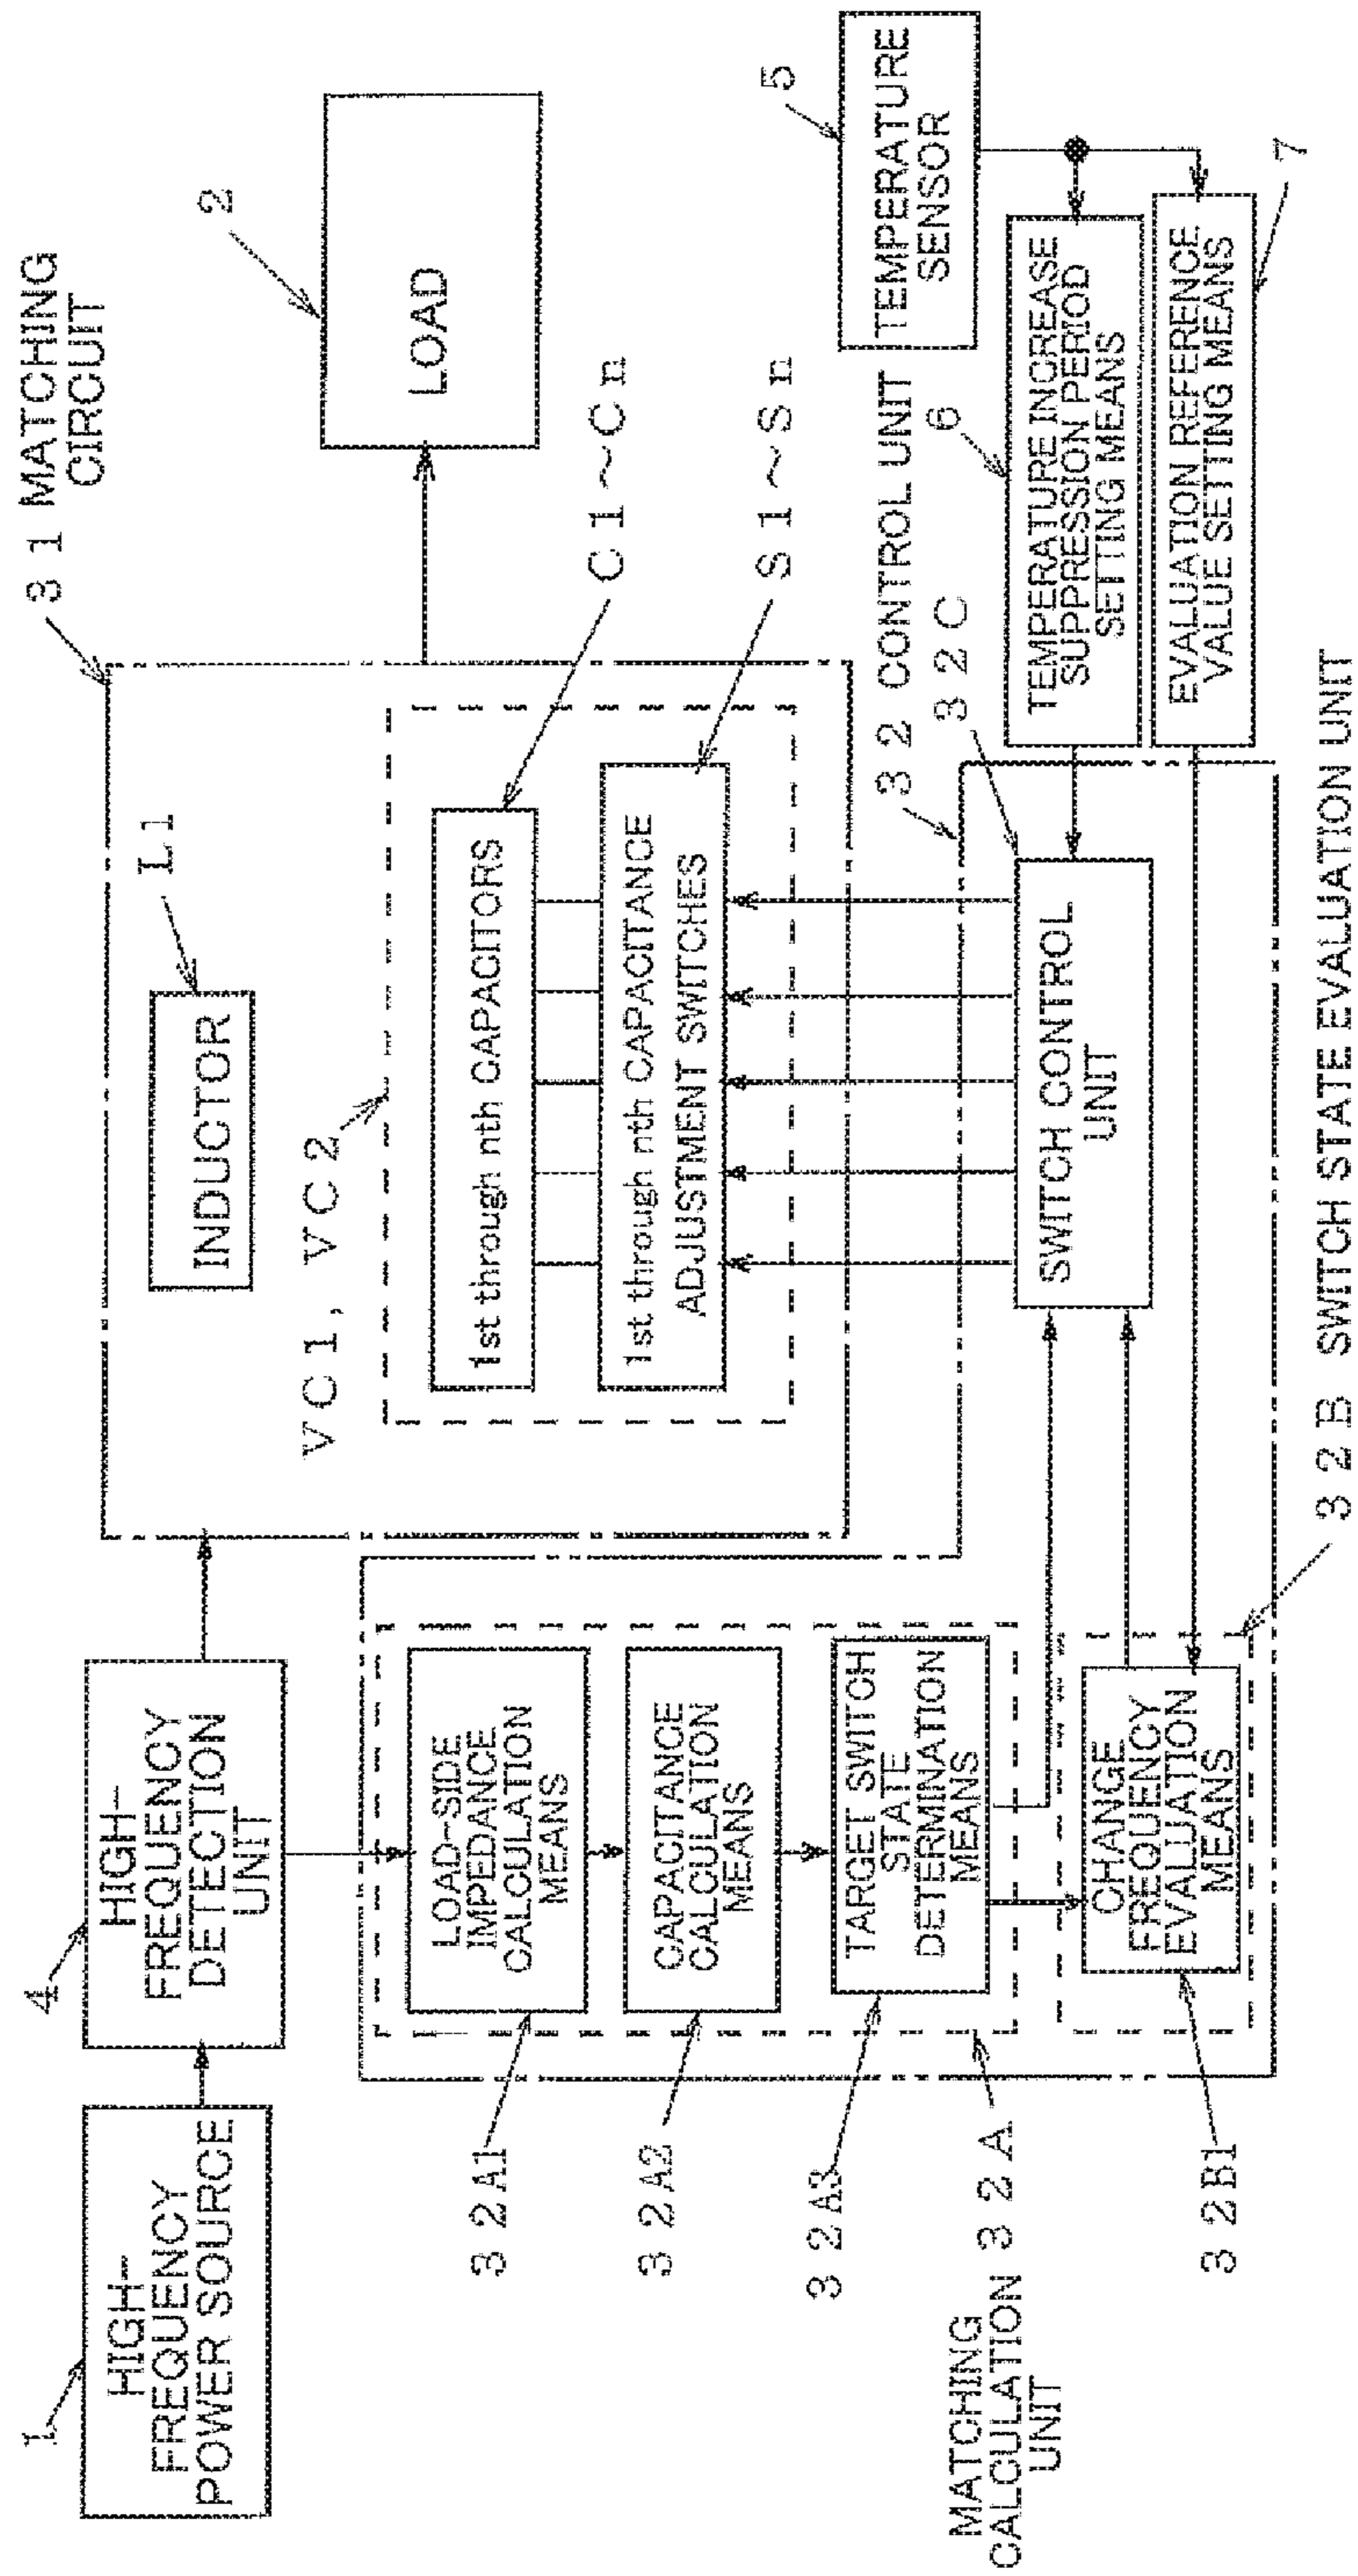 1
HIGH-
FREQUENCY
POWER SOURCE
4
HIGH-
FREQUENCY
DETECTION
UNIT
31 MATCHING
CIRCUIT
INDUCTOR
L1
VC1, VC2
1st through nth CAPACITORS
C1~Cn
1st through nth CAPACITANCE
ADJUSTMENT SWITCHES
S1~Sn
2
LOAD
32 CONTROL UNIT
32A1
LOAD-SIDE
IMPEDANCE
CALCULATION
MEANS
32A2
CAPACITANCE
CALCULATION
MEANS
32A3
TARGET SWITCH
STATE
DETERMINATION
MEANS
MATCHING
CALCULATION 32A
UNIT
32B1
CHANGE
FREQUENCY
EVALUATION
MEANS
32B SWITCH STATE EVALUATION UNIT
32C
SWITCH CONTROL
UNIT
5
TEMPERATURE
SENSOR
6
TEMPERATURE INCREASE
SUPPRESSION PERIOD
SETTING MEANS
EVALUATION REFERENCE
VALUE SETTING MEANS
7